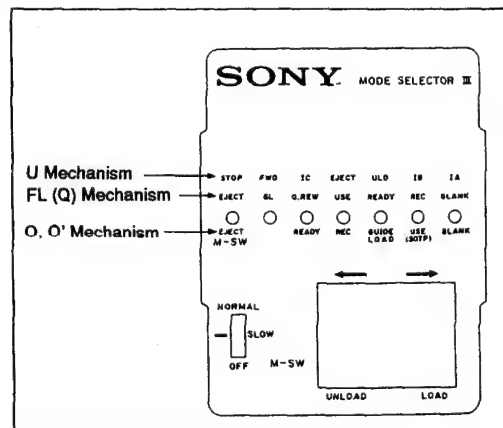 SONY MODE SELECTOR III
U Mechanism STOP FWD IC EJECT ULD IB IA
FL (Q) Mechanism EJECT GL Q.REW USE READY REC BLANK
O, O' Mechanism EJECT READY REC GUIDE LOAD USE (SOTP) BLANK
M-SW
NORMAL
SLOW
OFF
M-SW
UNLOAD LOAD